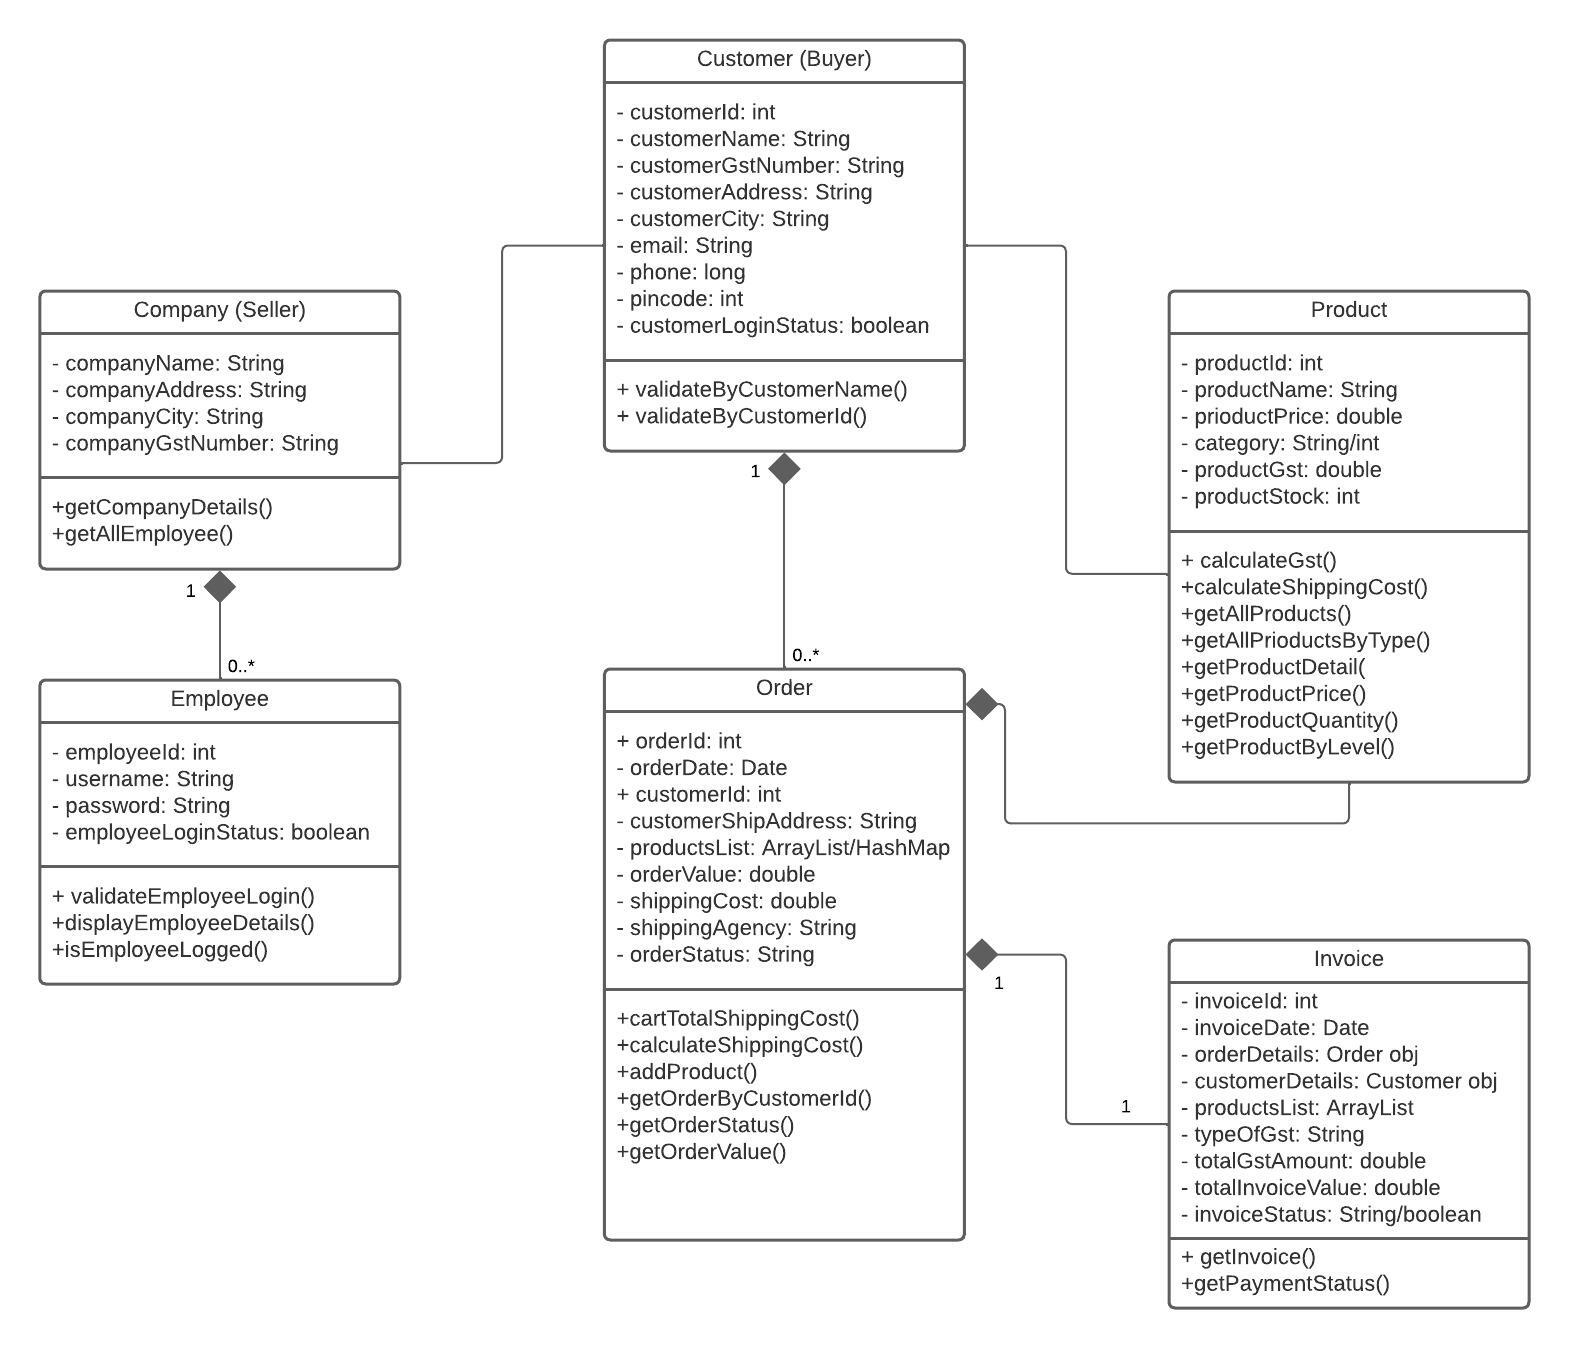 Customer (Buyer)
- customerId: int
- customerName: String
- customerGstNumber: String
- customerAddress: String
- customerCity: String
- email: String
- phone: long
- pincode: int
- customerLoginStatus: boolean
+ validateByCustomerName()
+ validateByCustomerId()
1
0..*
Company (Seller)
- companyName: String
- companyAddress: String
- companyCity: String
- companyGstNumber: String
+getCompanyDetails()
+getAllEmployee()
1
0..*
Employee
- employeeId: int
- username: String
- password: String
- employeeLoginStatus: boolean
+ validateEmployeeLogin()
+displayEmployeeDetails()
+isEmployeeLogged()
Order
+ orderId: int
- orderDate: Date
+ customerId: int
- customerShipAddress: String
- productsList: ArrayList/HashMap
- orderValue: double
- shippingCost: double
- shippingAgency: String
- orderStatus: String
+cartTotalShippingCost()
+calculateShippingCost()
+addProduct()
+getOrderByCustomerId()
+getOrderStatus()
+getOrderValue()
1
1
Product
- productId: int
- productName: String
- prioductPrice: double
- category: String/int
- productGst: double
- productStock: int
+ calculateGst()
+calculateShippingCost()
+getAllProducts()
+getAllPrioductsByType()
+getProductDetail(
+getProductPrice()
+getProductQuantity()
+getProductByLevel()
Invoice
- invoiceId: int
- invoiceDate: Date
- orderDetails: Order obj
- customerDetails: Customer obj
- productsList: ArrayList
- typeOfGst: String
- totalGstAmount: double
- totalInvoiceValue: double
- invoiceStatus: String/boolean
+ getInvoice()
+getPaymentStatus()